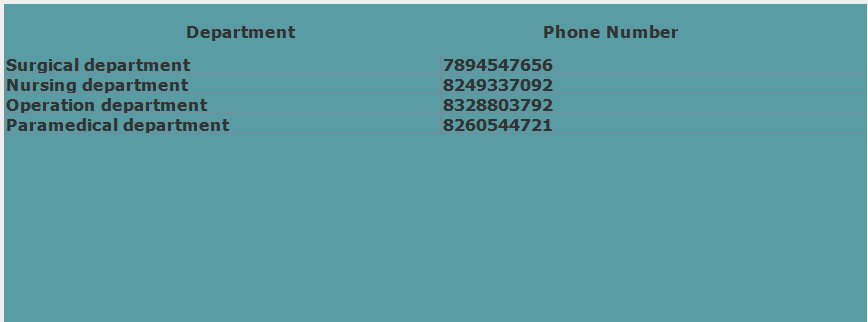 Department Phone Number
Surgical department 7894547656
Nursing department 8249337092
Operation department 8328803792
Paramedical department 8260544721